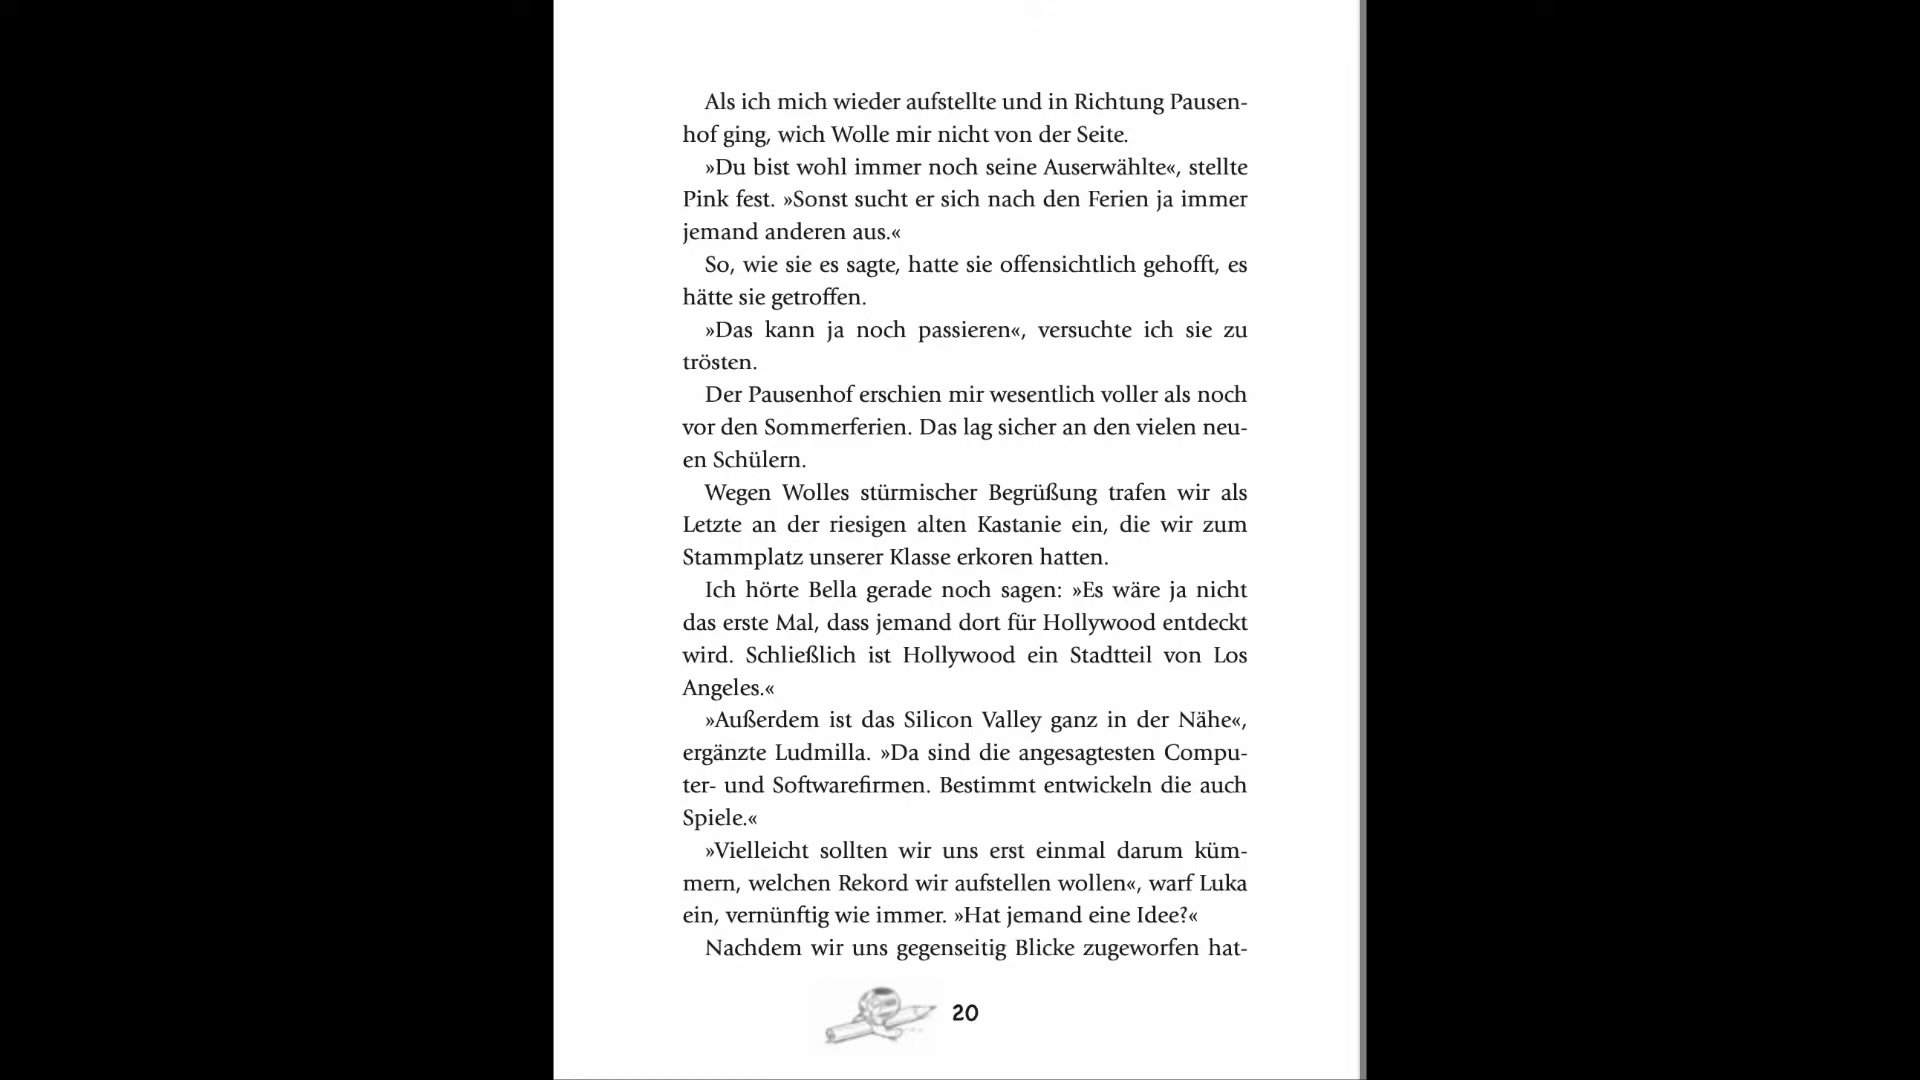 Als ich mich wieder aufstellte und in Richtung Pausen-
hof ging, wich Wolle mir nicht von der Seite.
»Du bist wohl immer noch seine Auserwählte«, stellte
Pink fest. »Sonst sucht er sich nach den Ferien ja immer
jemand anderen aus.«
So, wie sie es sagte, hatte sie offensichtlich gehofft, es
hätte sie getroffen.
»Das kann ja noch passieren«, versuchte ich sie zu
trösten.
Der Pausenhof erschien mir wesentlich voller als noch
vor den Sommerferien. Das lag sicher an den vielen neu-
en Schülern.
Wegen Wolles stürmischer Begrüßung trafen wir als
Letzte an der riesigen alten Kastanie ein, die wir zum
Stammplatz unserer Klasse erkoren hatten.
Ich hörte Bella gerade noch sagen: »Es wäre ja nicht
das erste Mal, dass jemand dort für Hollywood entdeckt
wird. Schließlich ist Hollywood ein Stadtteil von Los
Angeles.«
»Außerdem ist das Silicon Valley ganz in der Nähe«,
ergänzte Ludmilla. »Da sind die angesagtesten Compu-
ter- und Softwarefirmen. Bestimmt entwickeln die auch
Spiele.«
»Vielleicht sollten wir uns erst einmal darum küm-
mern, welchen Rekord wir aufstellen wollen«, warf Luka
ein, vernünftig wie immer. »Hat jemand eine Idee?«
Nachdem wir uns gegenseitig Blicke zugeworfen hat-
20